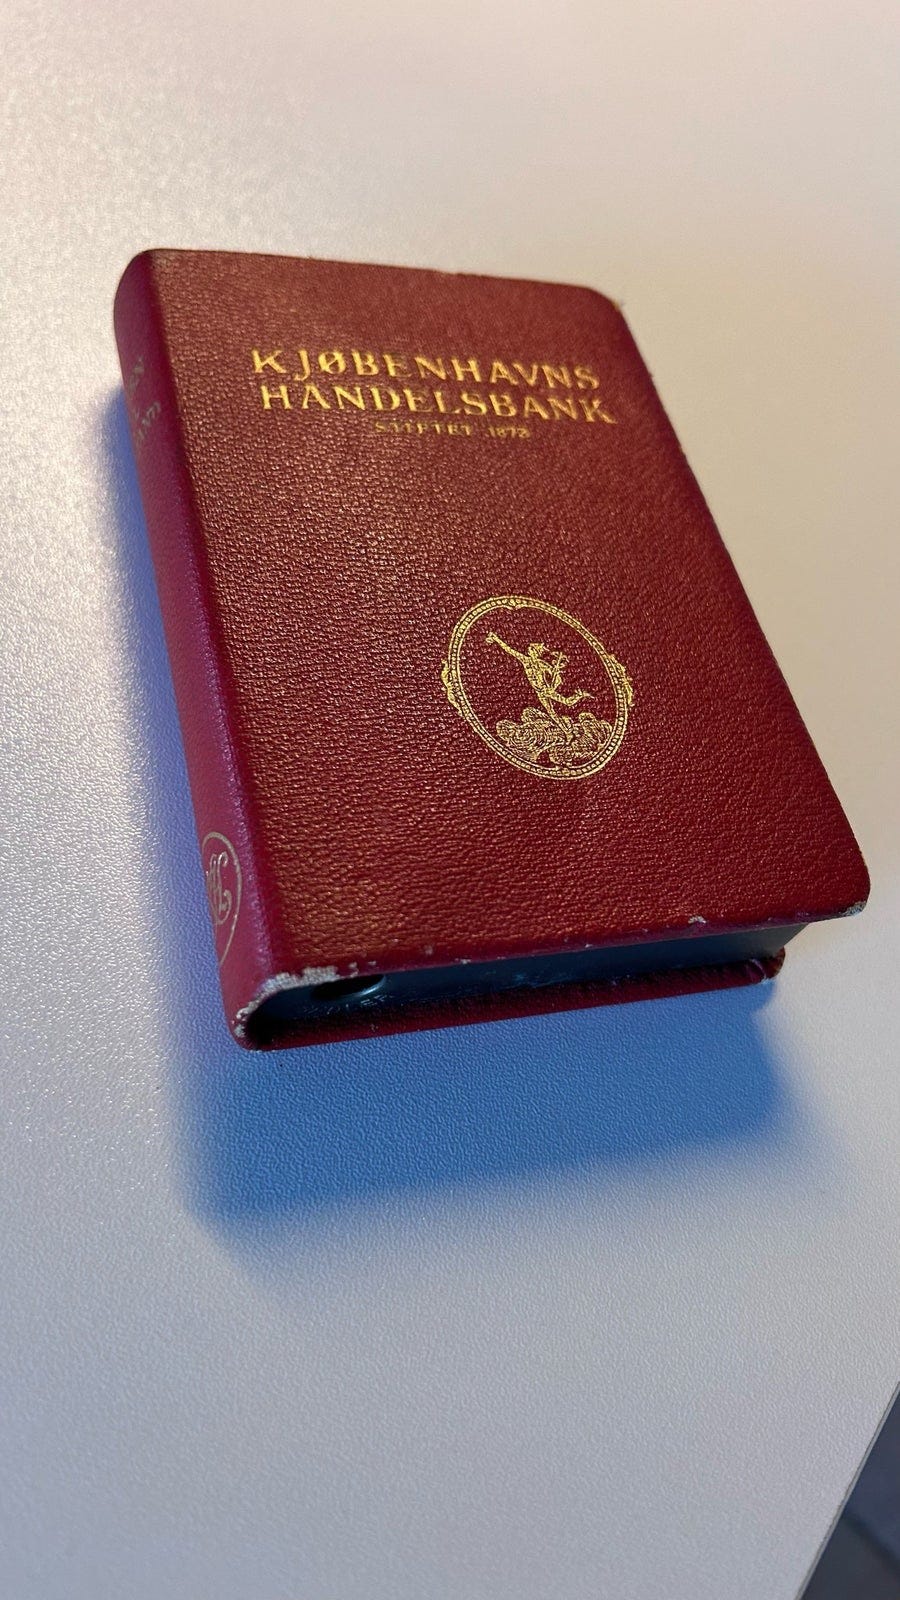 KJØBENHAVNS
HANDELSBANK
STIFTET 1873